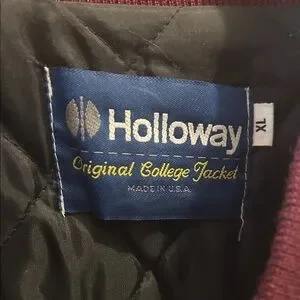 Holloway
XL
Original College Jacket
MADE IN U.S.A.